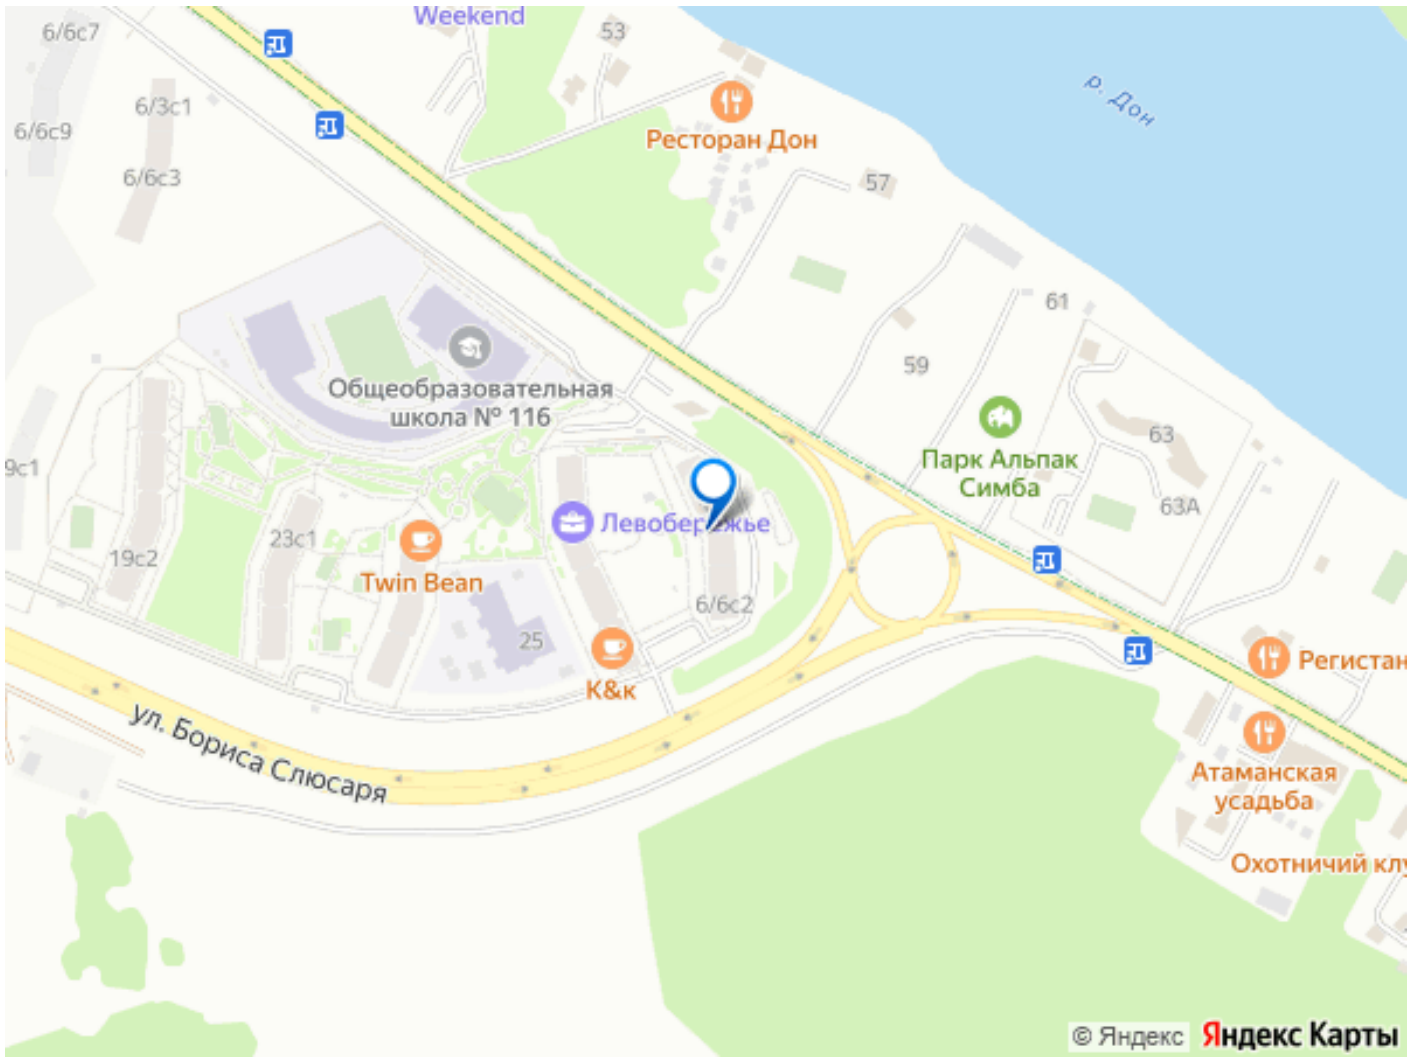 Weekend
6/6с7
53
6/3с1
р. Дон
6/6с9
Ресторан Дон
6/6с3
57
61
59
Общеобразовательная
школа № 116
63
Парк Альпак
Симба
9с1
63А
Левобережье
23с1
19с2
Twin Bean
6/6с2
25
К&к
Регистан
ул. Бориса Слюсаря
Атаманская
усадьба
Охотничий клу
© Яндекс Яндекс Карты